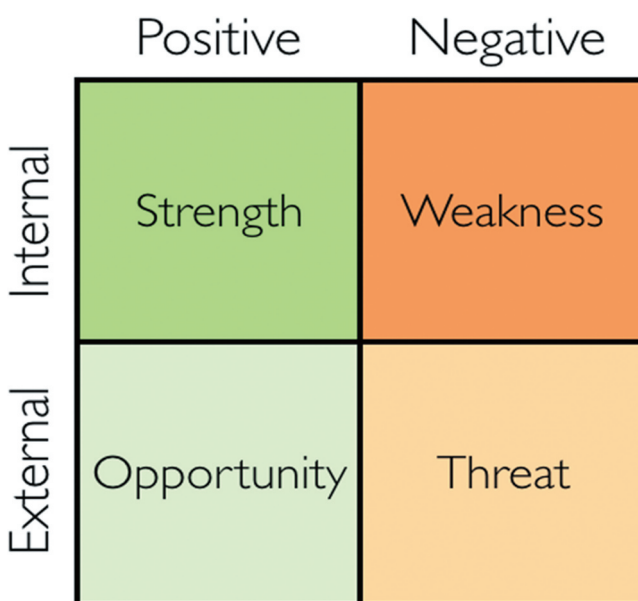 Positive Negative
Internal
Strength Weakness
External
Opportunity Threat